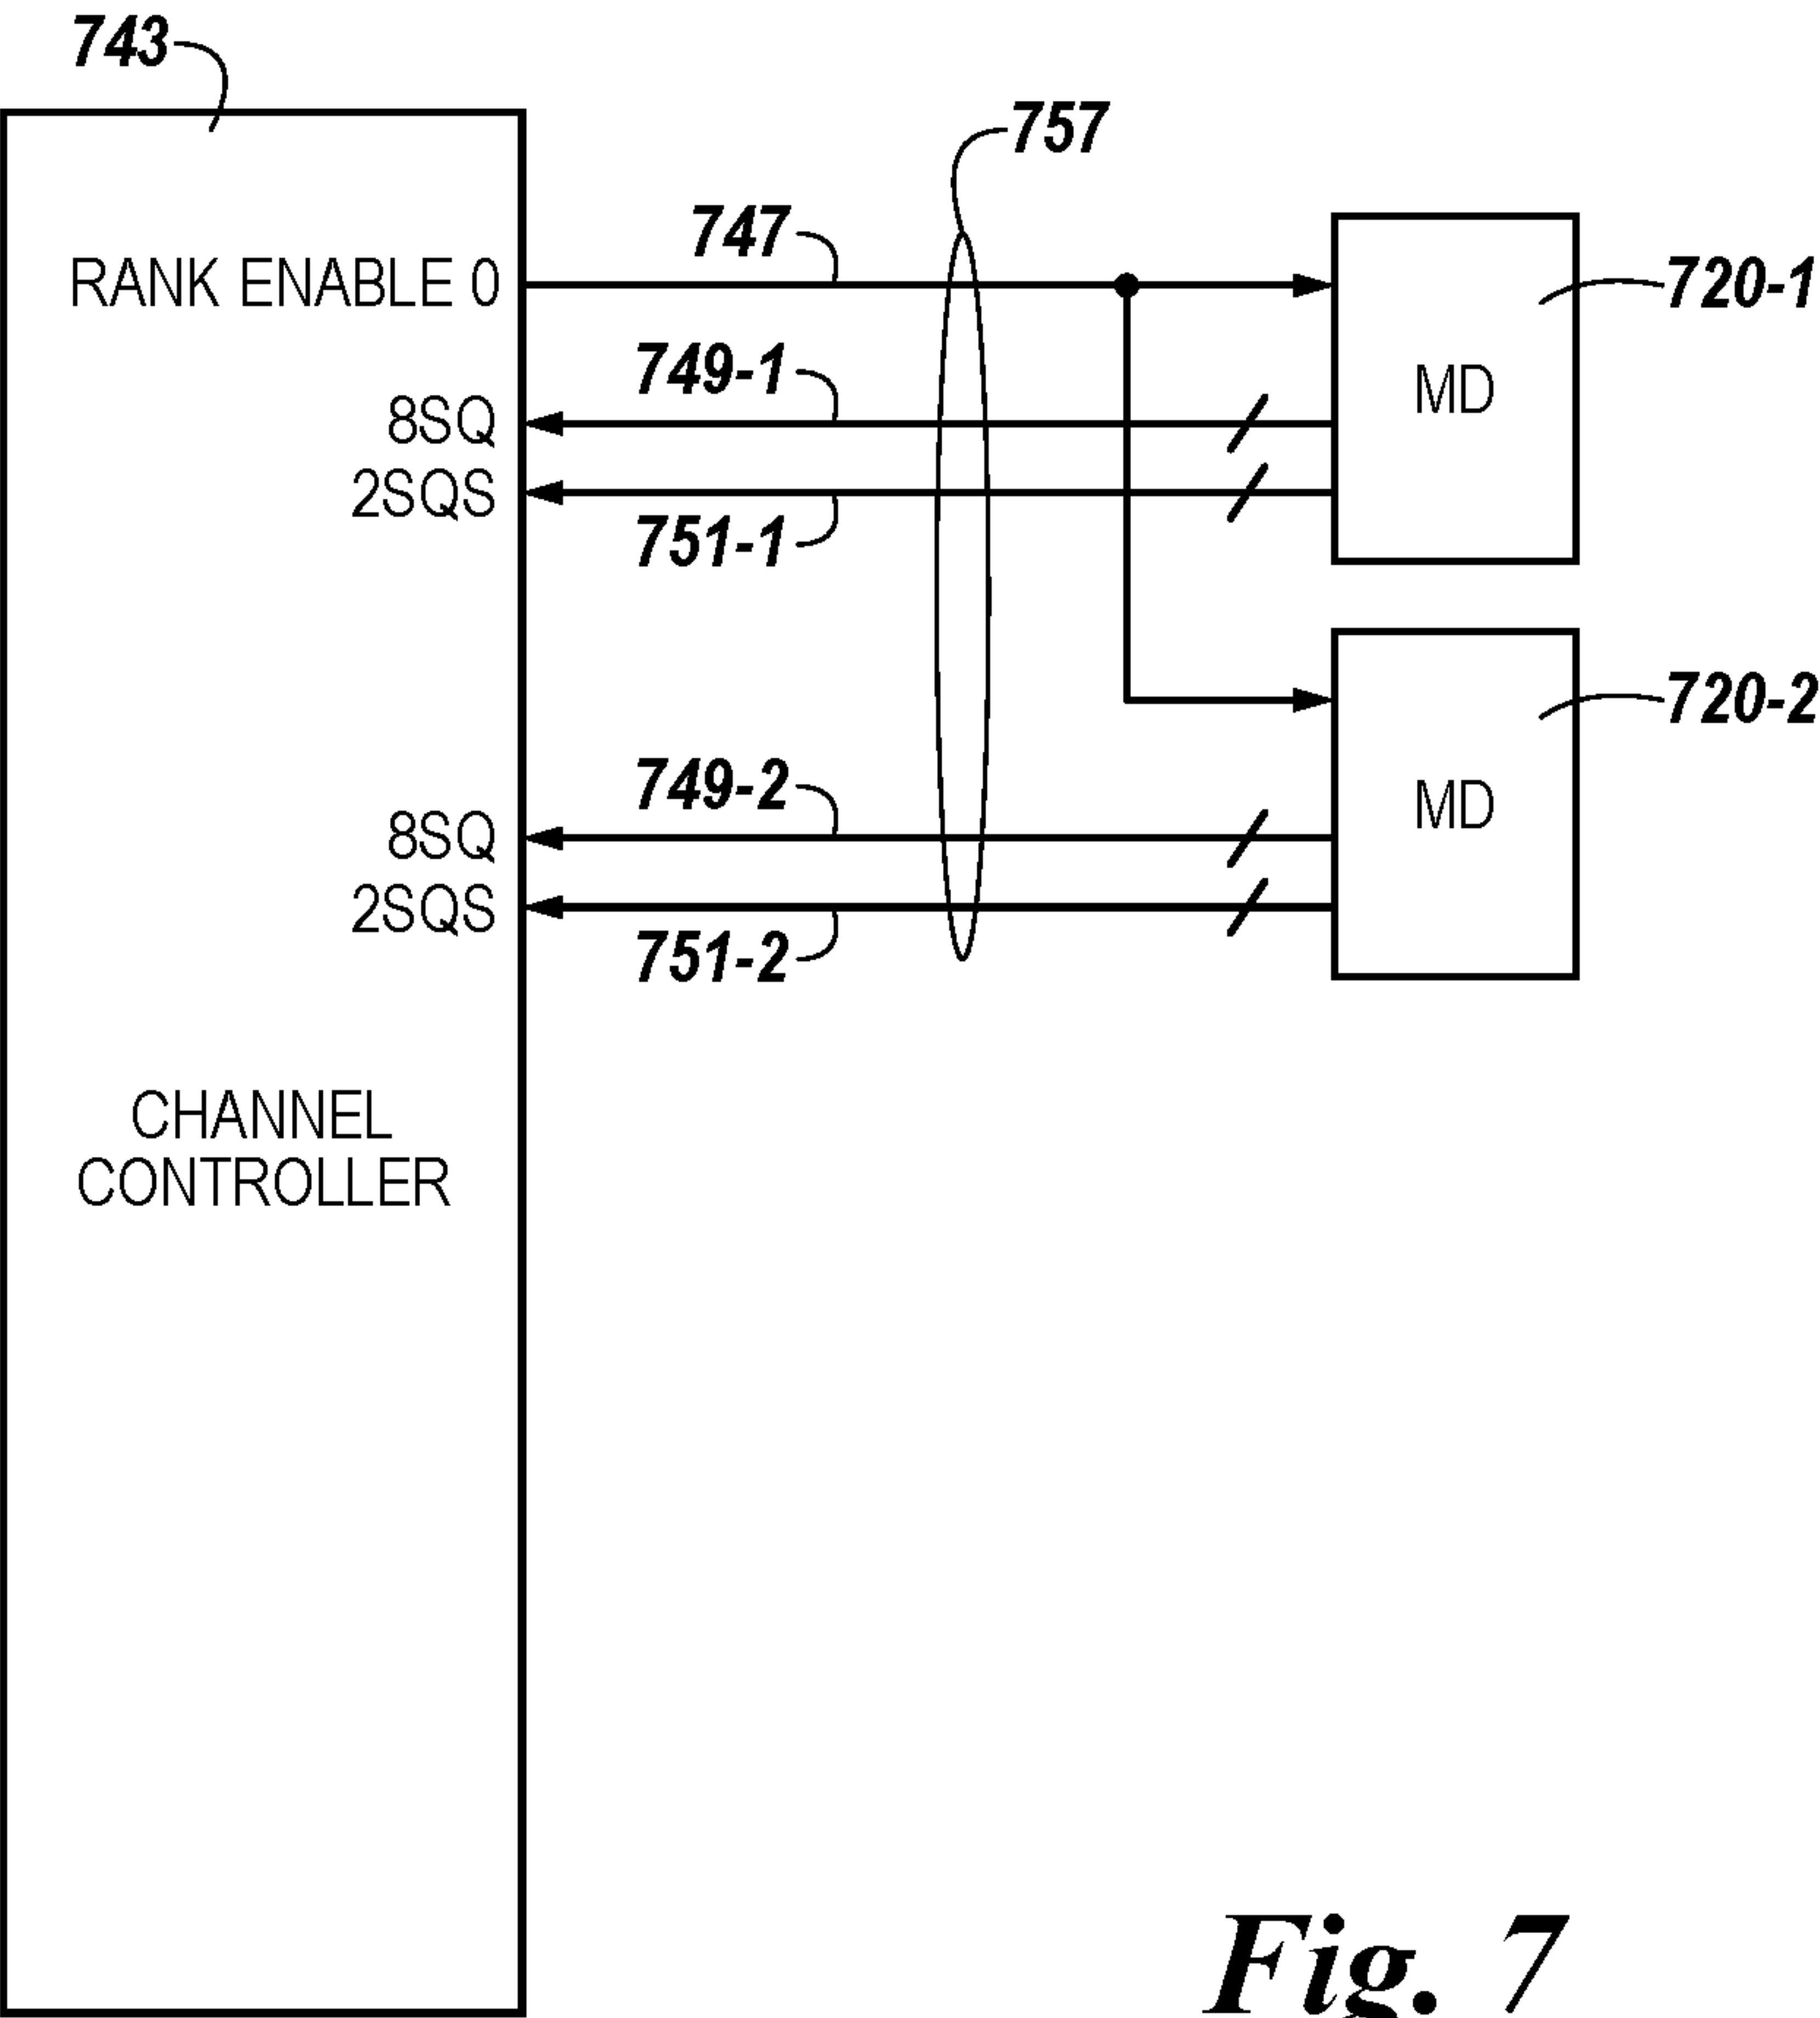 743
757
747
RANK ENABLE 0
720-1
749-1
MD
8SQ
2SQS
751-1
720-2
749-2
MD
8SQ
2SQS
751-2
CHANNEL
CONTROLLER
Fig. 7